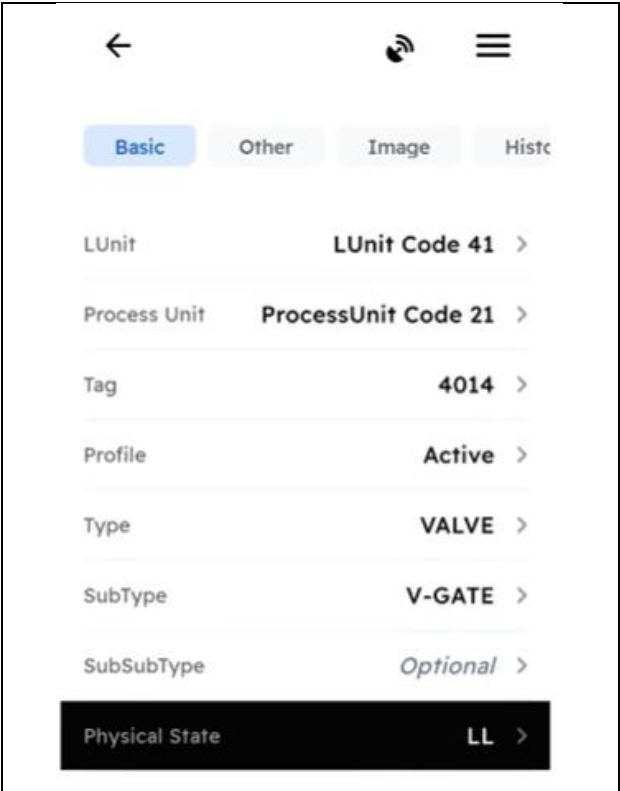 Basic Other Image Histo
LUnit LUnit Code 41
Process Unit ProcessUnit Code 21
Tag 4014
Profile Active
Type VALVE
SubType V-GATE
SubSubType Optional
Physical State LL